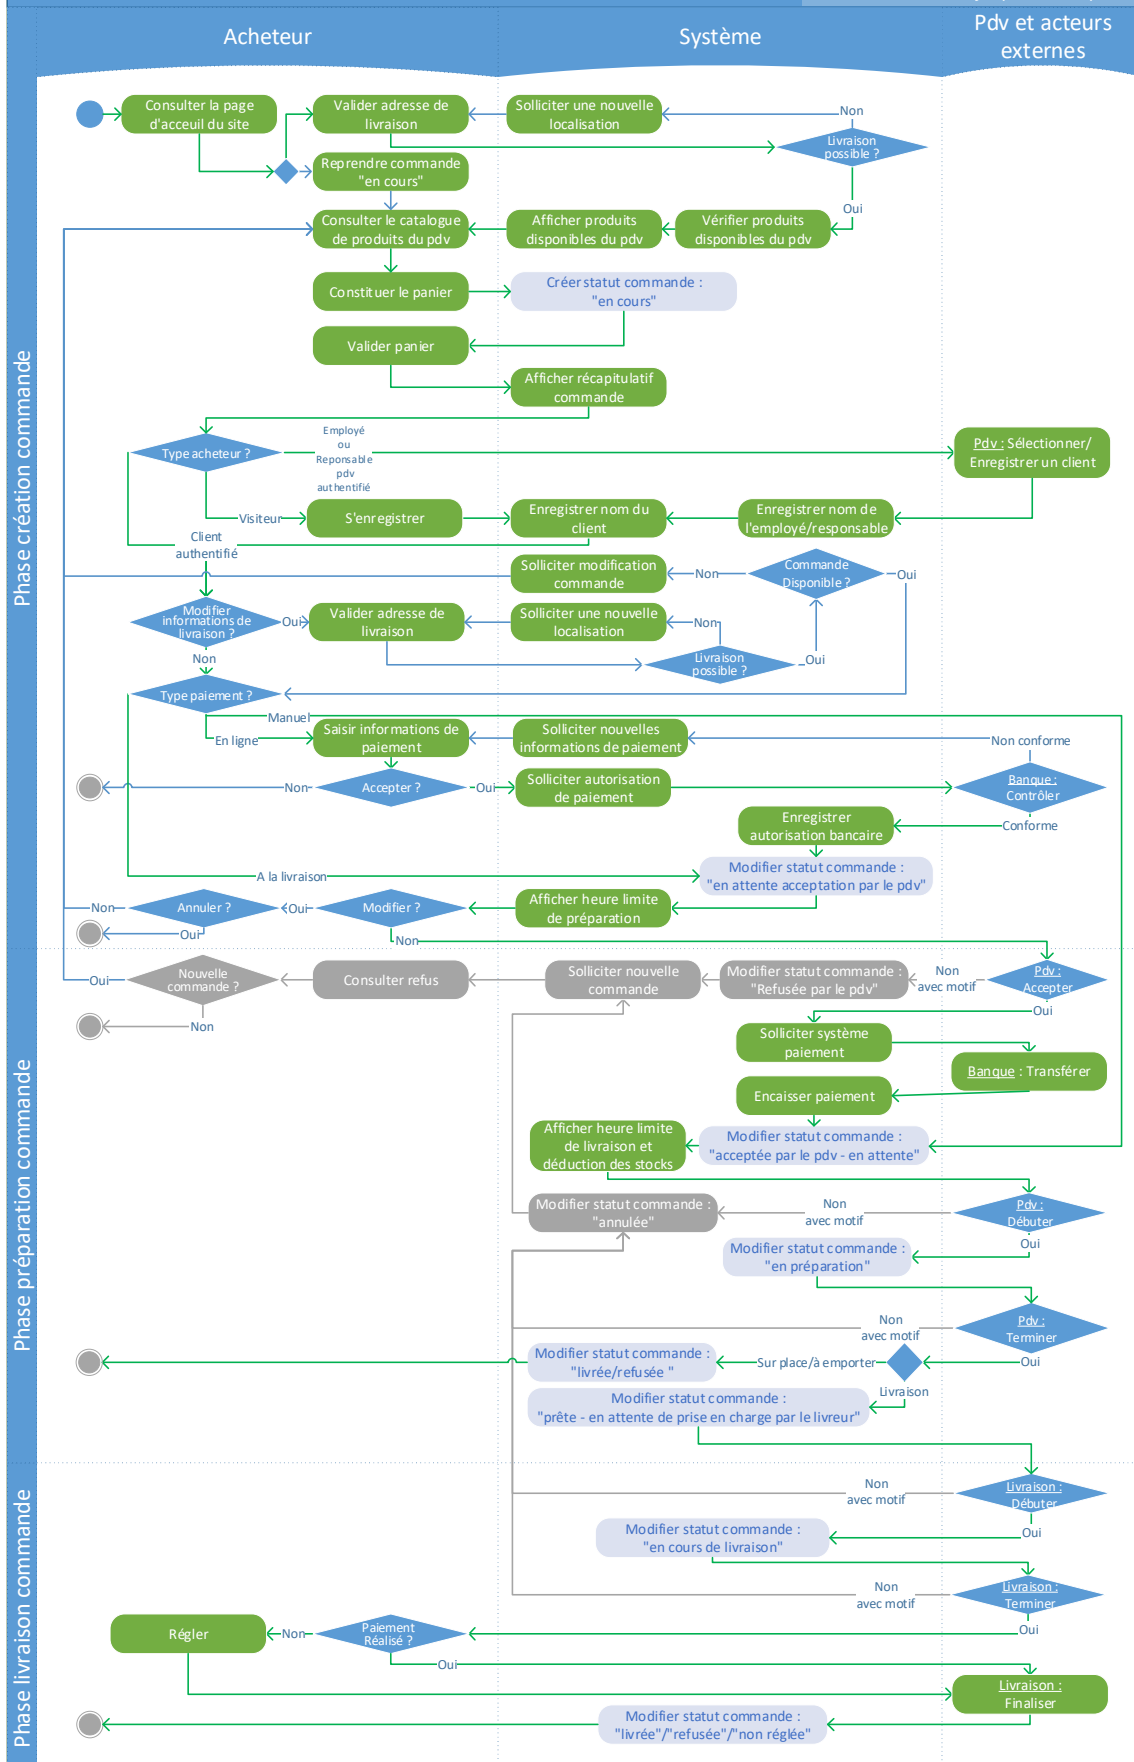 Acheteur
Système
Pdv et acteurs
externes
Phase création commande
Consulter la page
d'acceuil du site
Valider adresse de
livraison
Solliciter une nouvelle
localisation
Non
Livraison
possible ?
Reprendre commande
"en cours"
Oui
Consulter le catalogue
de produits du pdv
Afficher produits
disponibles du pdv
Vérifier produits
disponibles du pdv
Constituer le panier
Créer statut commande :
"en cours"
Valider panier
Afficher récapitulatif
commande
Type acheteur ?
Employé
ou
Reponsable
pdv
authentifié
Pdv : Sélectionner/
Enregistrer un client
Visiteur
S'enregistrer
Enregistrer nom du
client
Enregistrer nom de
l'employé/responsable
Client
authentifié
Solliciter modification
commande
Non
Commande
Disponible ?
Oui
Modifier
informations de
livraison ?
Oui
Valider adresse de
livraison
Solliciter une nouvelle
localisation
Non
Livraison
possible ?
Oui
Non
Type paiement ?
Manuel
En ligne
Saisir informations de
paiement
Solliciter nouvelles
informations de paiement
Non conforme
Non
Accepter ?
Oui
Solliciter autorisation
de paiement
Banque :
Contrôler
Enregistrer
autorisation bancaire
Conforme
A la livraison
Modifier statut commande :
"en attente acceptation par le pdv"
Non
Annuler ?
Oui
Modifier ?
Afficher heure limite
de préparation
Oui
Non
Phase préparation commande
Oui
Nouvelle
commande ?
Consulter refus
Solliciter nouvelle
commande
Modifier statut commande :
"Refusée par le pdv"
Non
avec motif
Pdv :
Accepter
Oui
Non
Solliciter système
paiement
Banque : Transférer
Encaisser paiement
Afficher heure limite
de livraison et
déduction des stocks
Modifier statut commande :
"acceptée par le pdv - en attente"
Modifier statut commande :
"annulée"
Non
avec motif
Pdv :
Débuter
Oui
Modifier statut commande :
"en préparation"
Non
avec motif
Pdv :
Terminer
Oui
Modifier statut commande :
"livrée/refusée "
Sur place/à emporter
Livraison
Modifier statut commande :
"prête - en attente de prise en charge par le livreur"
Phase livraison commande
Non
avec motif
Livraison :
Débuter
Oui
Modifier statut commande :
"en cours de livraison"
Non
avec motif
Livraison :
Terminer
Oui
Régler
Non
Paiement
Réalisé ?
Oui
Livraison :
Finaliser
Modifier statut commande :
"livrée"/"refusée"/"non réglée"